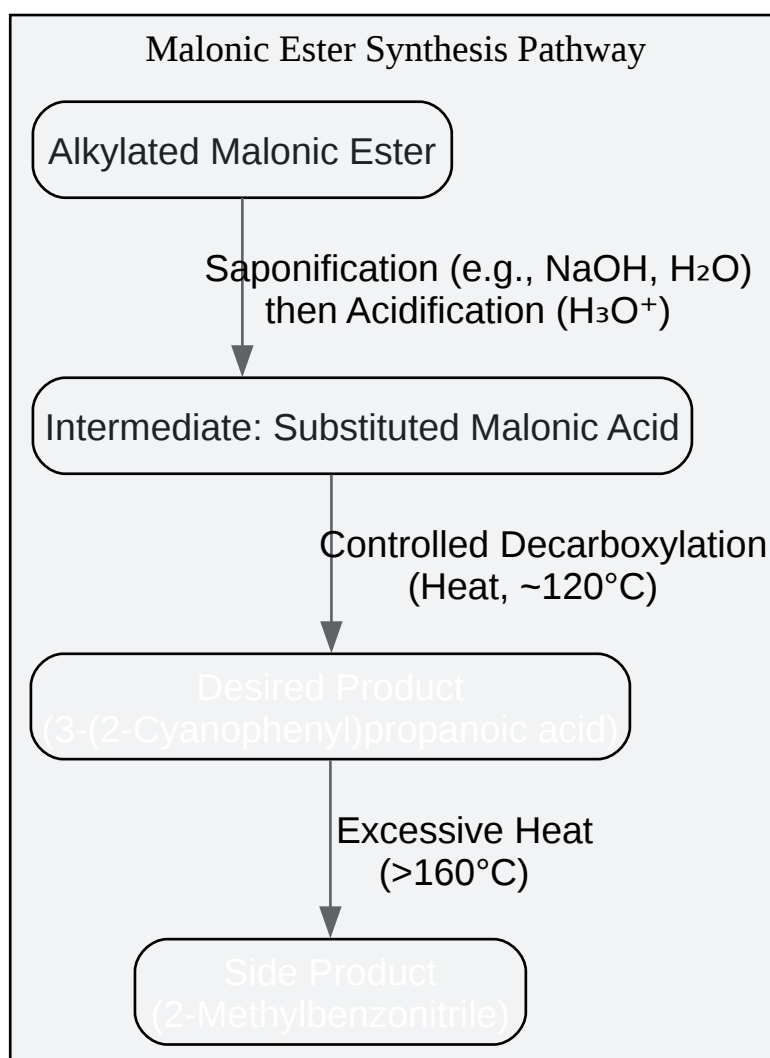 Malonic Ester Synthesis Pathway
Alkylated Malonic Ester
Saponification (e.g., NaOH, H₂O)
then Acidification (H₃O⁺)
Intermediate: Substituted Malonic Acid
Controlled Decarboxylation
(Heat, ~120°C)
Desired Product
(3-(2-Cyanophenyl)propanoic acid)
Excessive Heat
(>160°C)
Side Product
(2-Methylbenzonitrile)